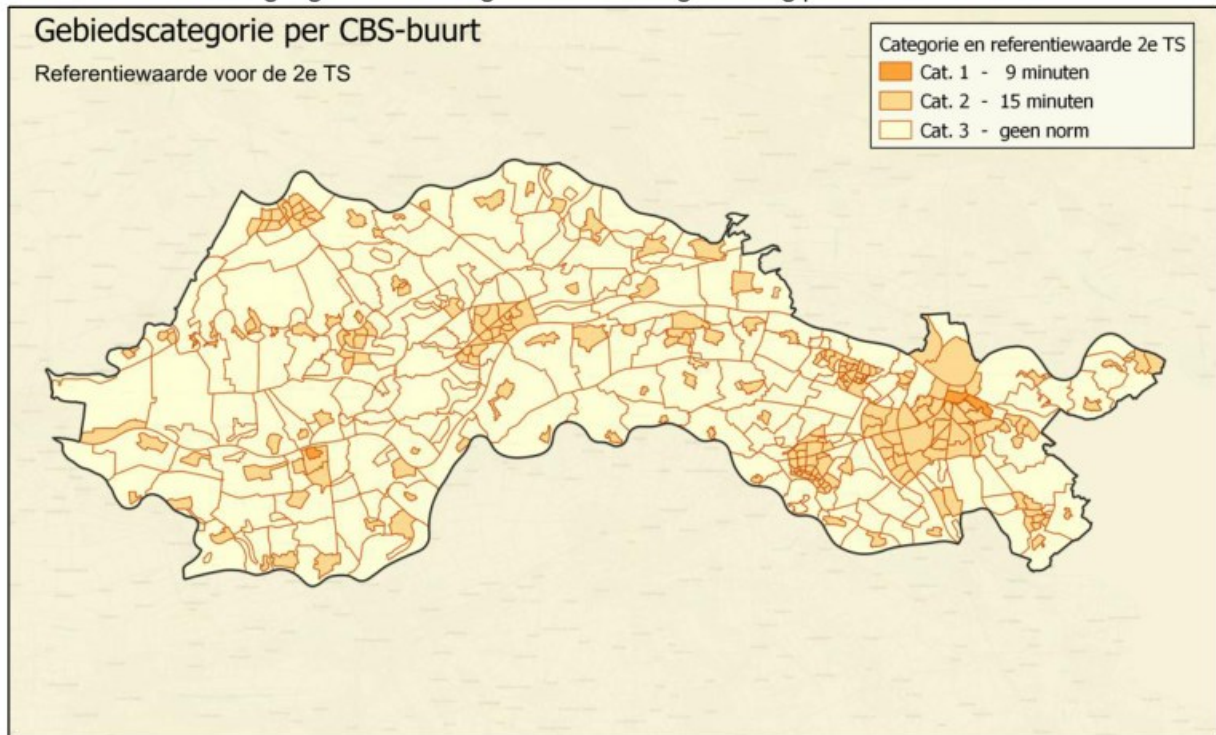 Gebiedscategorie per CBS-buurt
Referentiewaarde voor de 2e TS
Categorie en referentiewaarde 2e TS
Cat. 1 - 9 minuten
Cat. 2 - 15 minuten
Cat. 3 - geen norm